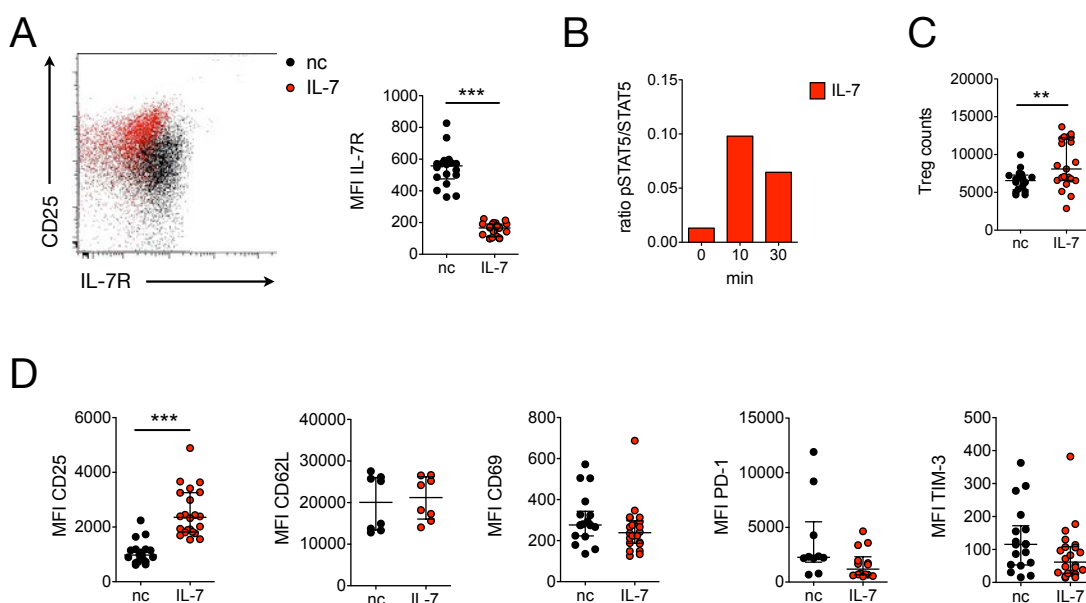 A
nc
IL-7
CD25
IL-7R
MFI IL-7R
1000
800
600
400
200
0
***
nc IL-7
B
ratio pSTAT5/STAT5
0.15
0.10
0.05
0.00
IL-7
0 10 30
min
C
Treg counts
20000
15000
10000
5000
0
**
nc IL-7
D
MFI CD25
6000
4000
2000
0
***
nc IL-7
MFI CD62L
40000
30000
20000
10000
0
nc IL-7
MFI CD69
800
600
400
200
0
nc IL-7
MFI PD-1
15000
10000
5000
0
nc IL-7
MFI TIM-3
500
400
300
200
100
0
nc IL-7